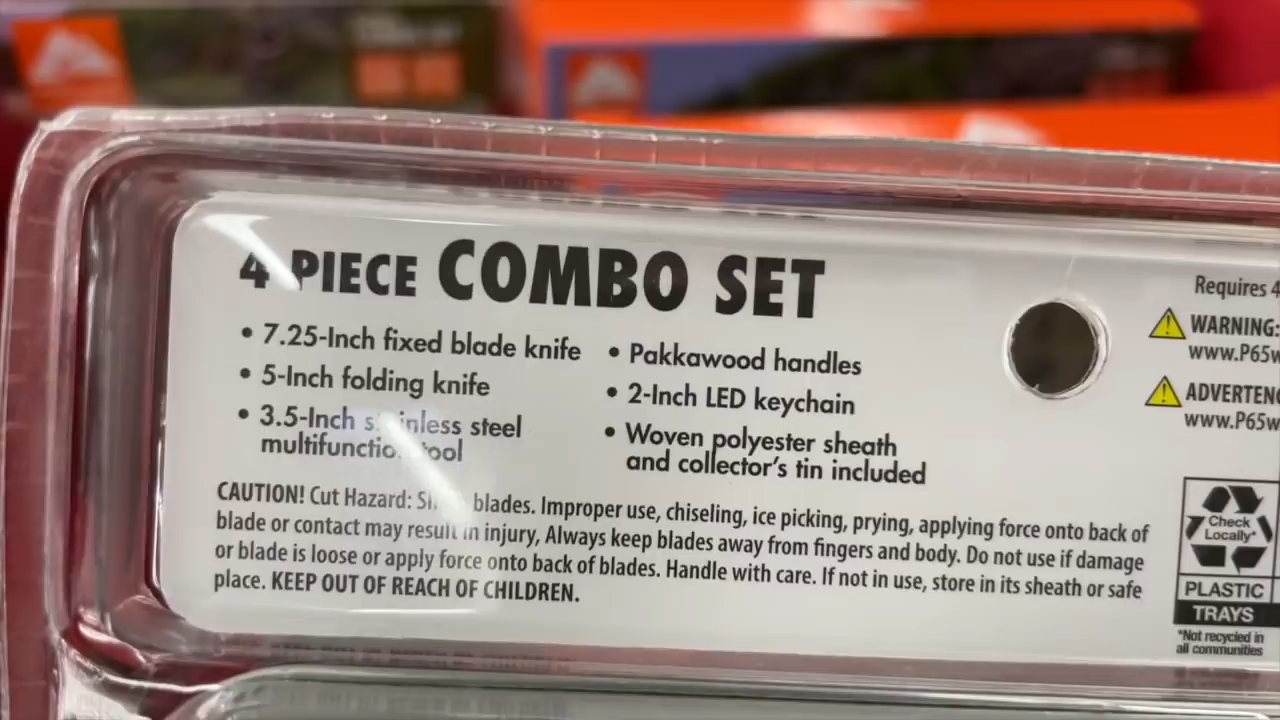 4 PIECE COMBO SET
• 7.25-Inch fixed blade knife
• 5-Inch folding knife
• 3.5-Inch stainless steel
multifunction tool
• Pakkawood handles
• 2-Inch LED keychain
• Woven polyester sheath
and collector's tin included
CAUTION! Cut Hazard: blades. Improper use, chiseling, ice picking, prying, applying force onto back of
blade or contact may result in injury, Always keep blades away from fingers and body. Do not use if damage
or blade is loose or apply force onto back of blades. Handle with care. If not in use, store in its sheath or safe
place. KEEP OUT OF REACH OF CHILDREN.
Requires 4
WARNING:
www.P65w
ADVERTENC
www.P65w
Check
Locally*
PLASTIC
TRAYS
*Not recycled in
all communities